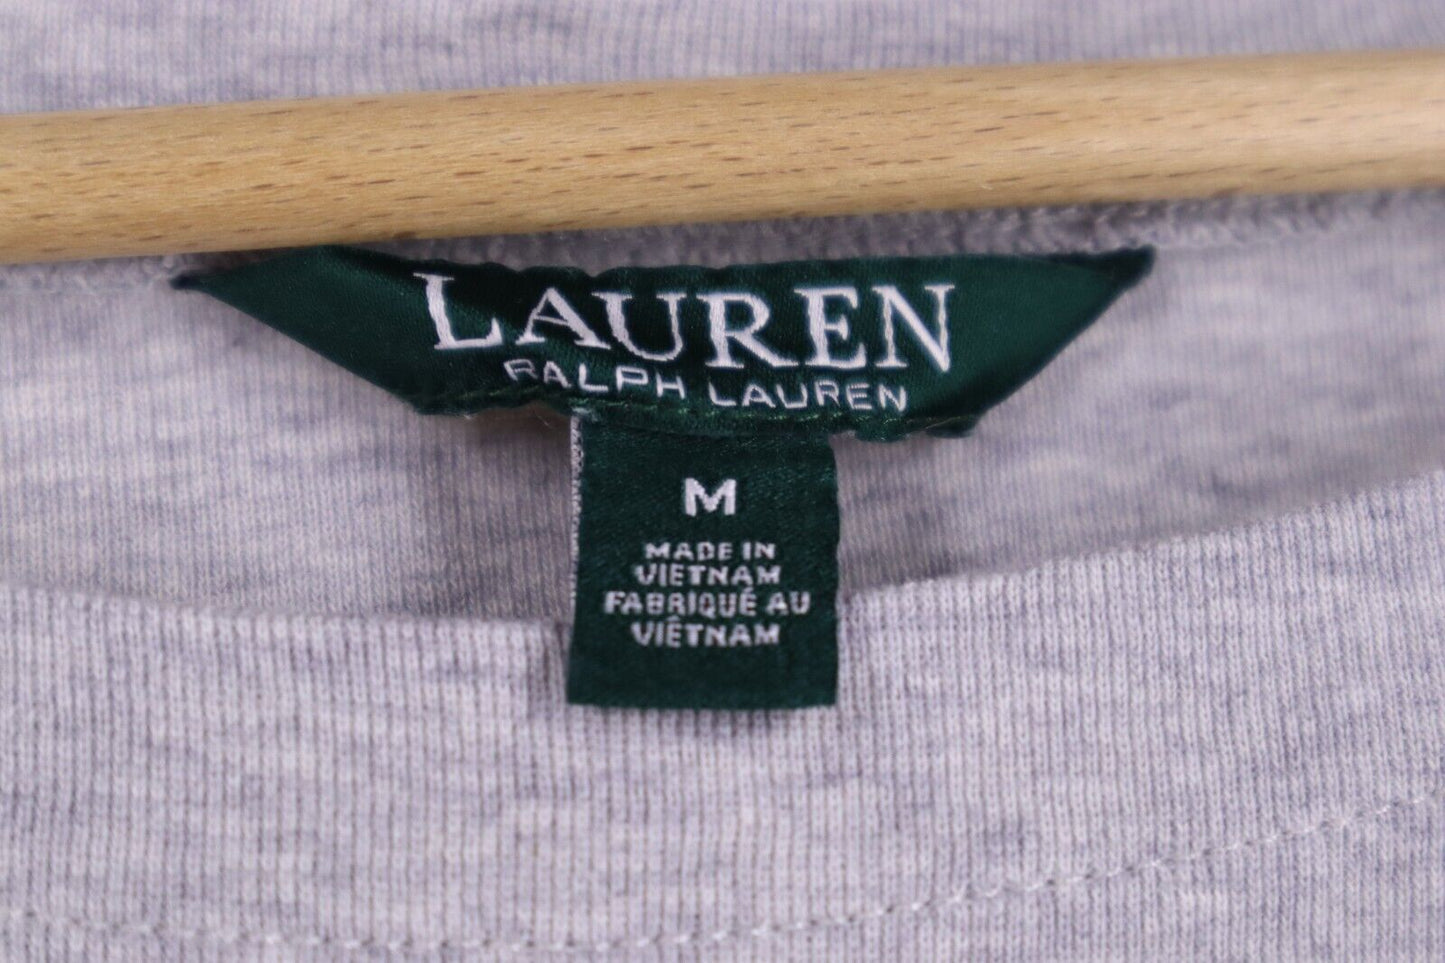 LAUREN
RALPH LAUREN
M
MADE IN
VIETNAM
FABRIQUÉ AU
VIÊTNAM